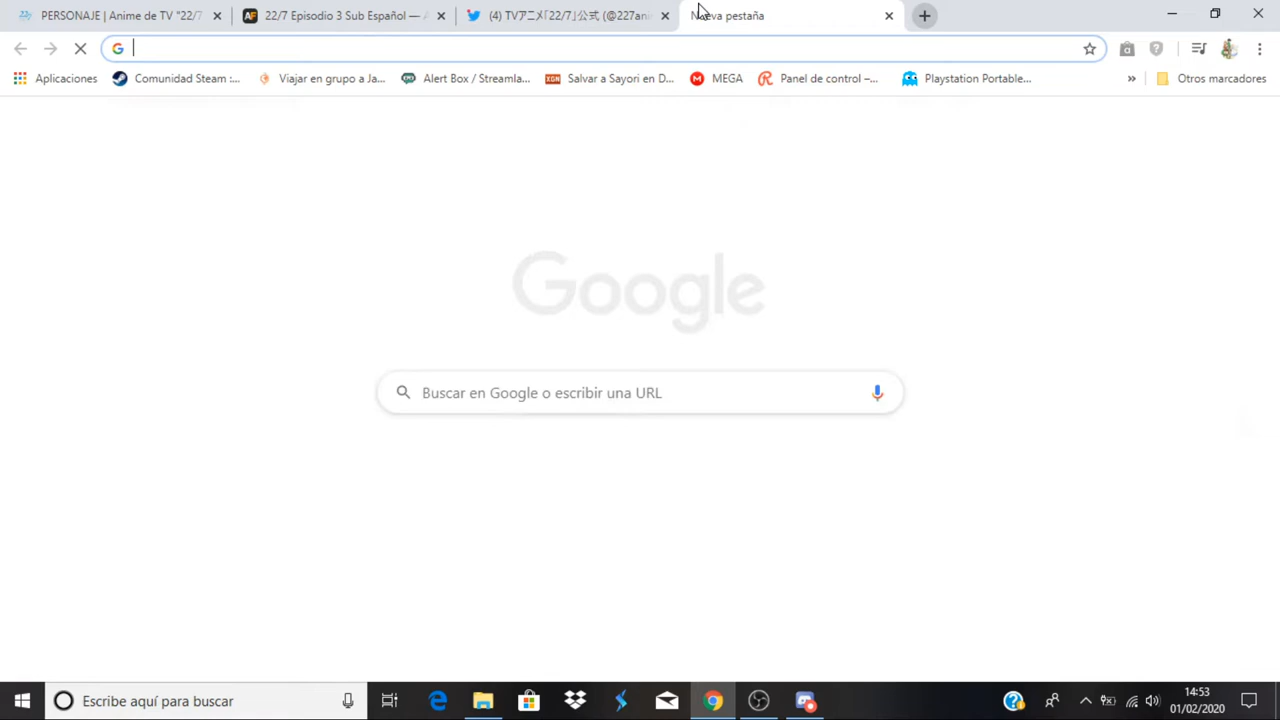 PERSONAJE | Anime de TV "22/7
22/7 Episodio 3 Sub Español — A
(4) TVアニメ「22/7」公式 (@227ani
Nueva pestaña
Aplicaciones
Comunidad Steam :...
Viajar en grupo a Ja...
Alert Box / Streamla...
XGN
Salvar a Sayori en D...
MEGA
Panel de control –...
Playstation Portable...
»
Otros marcadores
Google
Buscar en Google o escribir una URL
Escribe aquí para buscar
14:53
01/02/2020